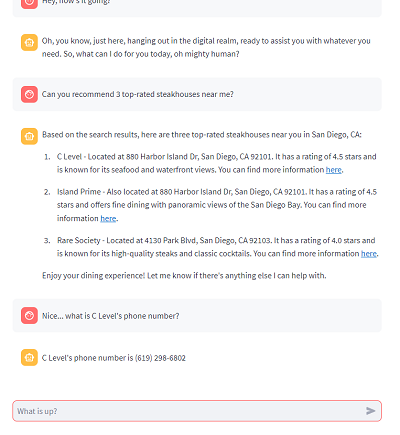 Hey, how's it going?
Oh, you know, just here, hanging out in the digital realm, ready to assist you with whatever you
need. So, what can I do for you today, oh mighty human?
Can you recommend 3 top-rated steakhouses near me?
Based on the search results, here are three top-rated steakhouses near you in San Diego, CA:
1. C Level - Located at 880 Harbor Island Dr, San Diego, CA 92101. It has a rating of 4.5 stars and
is known for its seafood and waterfront views. You can find more information here.
2. Island Prime - Also located at 880 Harbor Island Dr, San Diego, CA 92101. It has a rating of 4.5
stars and offers fine dining with panoramic views of the San Diego Bay. You can find more
information here.
3. Rare Society - Located at 4130 Park Blvd, San Diego, CA 92103. It has a rating of 4.0 stars and
is known for its high-quality steaks and classic cocktails. You can find more information here.
Enjoy your dining experience! Let me know if there's anything else I can help with.
Nice... what is C Level's phone number?
C Level's phone number is (619) 298-6802
What is up?